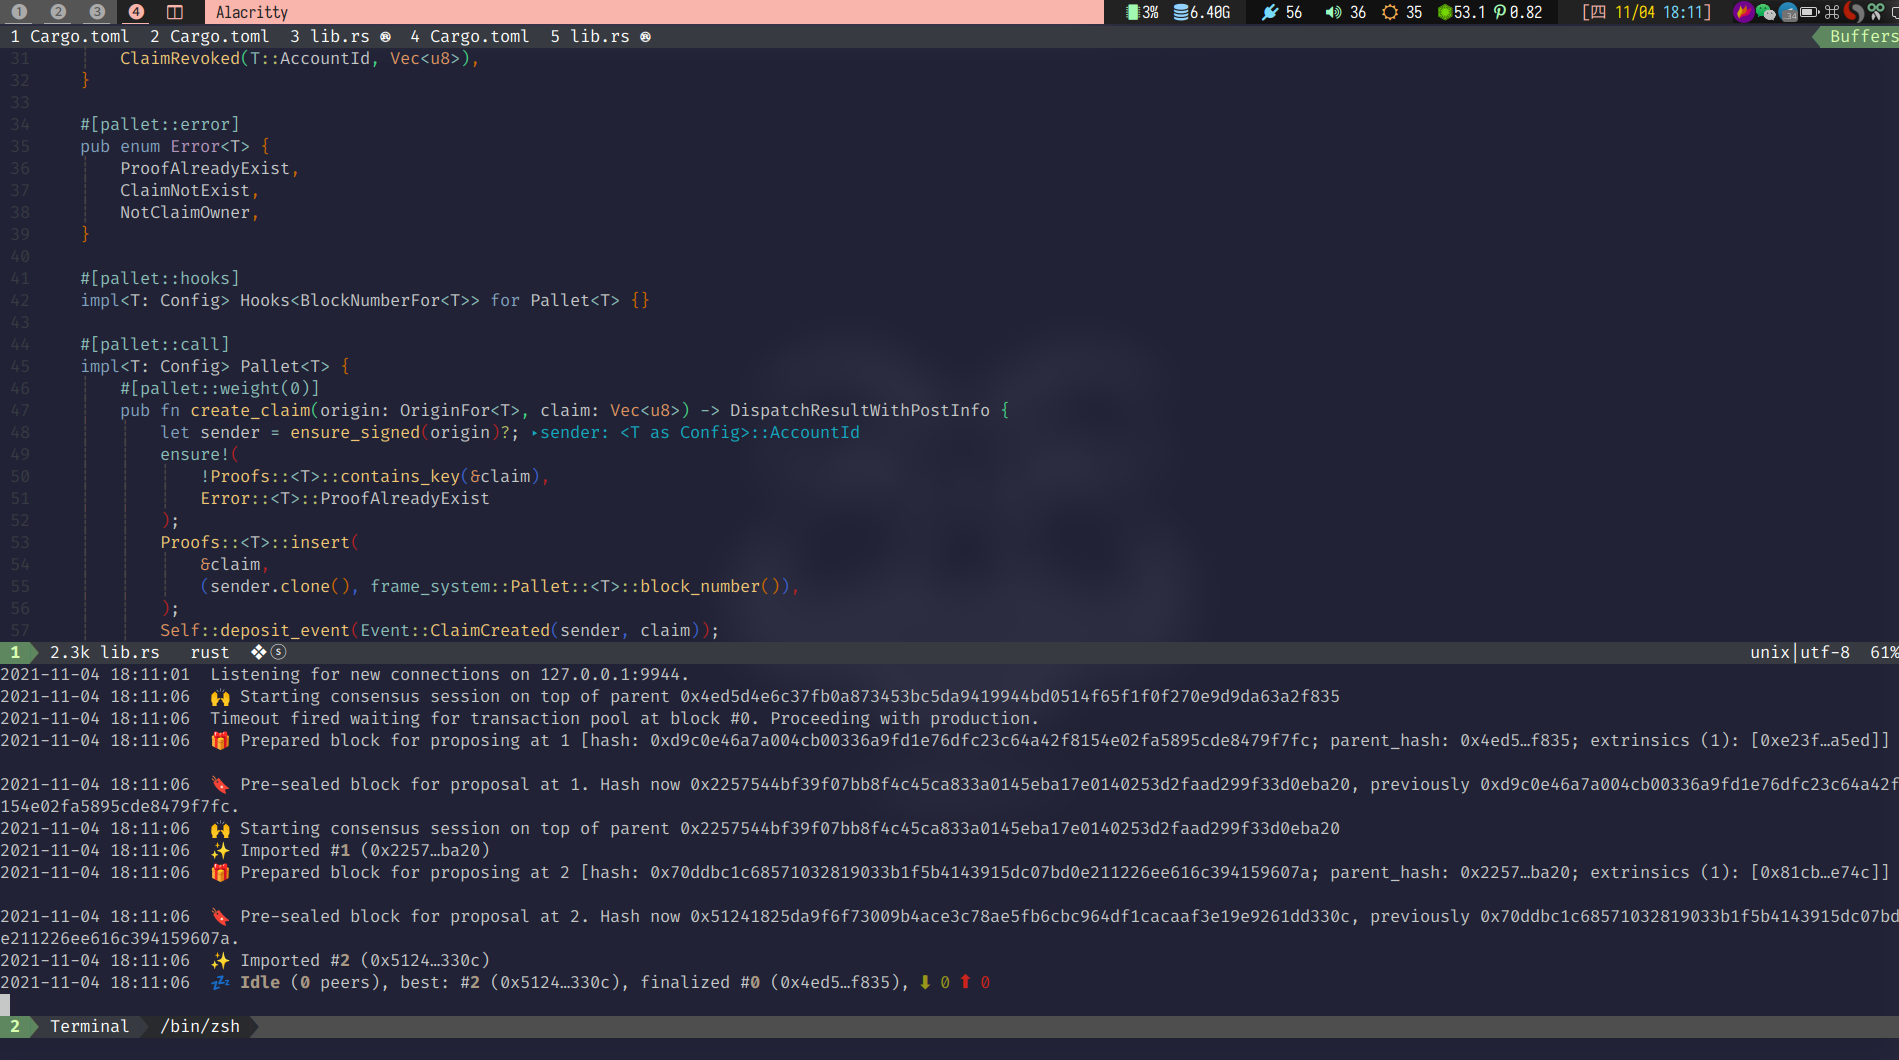 1 2 3 4 Alacritty 3% 6.40G 56 36 35 53.1 0.82 [四 11/04 18:11]
1 Cargo.toml 2 Cargo.toml 3 lib.rs 4 Cargo.toml 5 lib.rs Buffers
31 ClaimRevoked(T::AccountId, Vec<u8>),
32 }
33
34 #[pallet::error]
35 pub enum Error<T> {
36 ProofAlreadyExist,
37 ClaimNotExist,
38 NotClaimOwner,
39 }
40
41 #[pallet::hooks]
42 impl<T: Config> Hooks<BlockNumberFor<T>> for Pallet<T> {}
43
44 #[pallet::call]
45 impl<T: Config> Pallet<T> {
46 #[pallet::weight(0)]
47 pub fn create_claim(origin: OriginFor<T>, claim: Vec<u8>) -> DispatchResultWithPostInfo {
48 let sender = ensure_signed(origin)?; ‣sender: <T as Config>::AccountId
49 ensure!(
50 !Proofs::<T>::contains_key(&claim),
51 Error::<T>::ProofAlreadyExist
52 );
53 Proofs::<T>::insert(
54 &claim,
55 (sender.clone(), frame_system::Pallet::<T>::block_number()),
56 );
57 Self::deposit_event(Event::ClaimCreated(sender, claim));
1 2.3k lib.rs rust ❖ⓢ unix|utf-8 61%
2021-11-04 18:11:01 Listening for new connections on 127.0.0.1:9944.
2021-11-04 18:11:06 🙌 Starting consensus session on top of parent 0x4ed5d4e6c37fb0a873453bc5da9419944bd0514f65f1f0f270e9d9da63a2f835
2021-11-04 18:11:06 Timeout fired waiting for transaction pool at block #0. Proceeding with production.
2021-11-04 18:11:06 🎁 Prepared block for proposing at 1 [hash: 0xd9c0e46a7a004cb00336a9fd1e76dfc23c64a42f8154e02fa5895cde8479f7fc; parent_hash: 0x4ed5…f835; extrinsics (1): [0xe23f…a5ed]]
2021-11-04 18:11:06 🔖 Pre-sealed block for proposal at 1. Hash now 0x2257544bf39f07bb8f4c45ca833a0145eba17e0140253d2faad299f33d0eba20, previously 0xd9c0e46a7a004cb00336a9fd1e76dfc23c64a42f
154e02fa5895cde8479f7fc.
2021-11-04 18:11:06 🙌 Starting consensus session on top of parent 0x2257544bf39f07bb8f4c45ca833a0145eba17e0140253d2faad299f33d0eba20
2021-11-04 18:11:06 ✨ Imported #1 (0x2257…ba20)
2021-11-04 18:11:06 🎁 Prepared block for proposing at 2 [hash: 0x70ddbc1c68571032819033b1f5b4143915dc07bd0e211226ee616c394159607a; parent_hash: 0x2257…ba20; extrinsics (1): [0x81cb…e74c]]
2021-11-04 18:11:06 🔖 Pre-sealed block for proposal at 2. Hash now 0x51241825da9f6f73009b4ace3c78ae5fb6cbc964df1cacaaf3e19e9261dd330c, previously 0x70ddbc1c68571032819033b1f5b4143915dc07bd
e211226ee616c394159607a.
2021-11-04 18:11:06 ✨ Imported #2 (0x5124…330c)
2021-11-04 18:11:06 💤 Idle (0 peers), best: #2 (0x5124…330c), finalized #0 (0x4ed5…f835), ⬇ 0 ⬆ 0
2 Terminal /bin/zsh